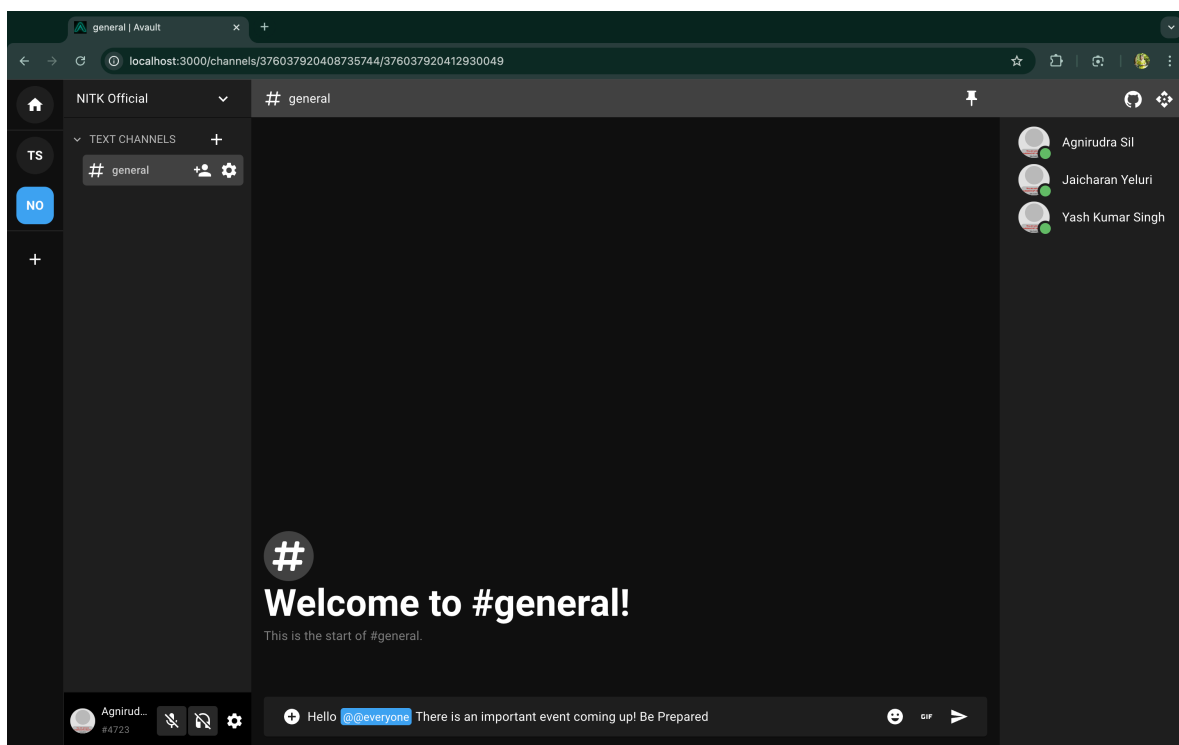 general | Avault
localhost:3000/channels/376037920408735744/376037920412930049
NITK Official
# general
TS
NO
TEXT CHANNELS
# general
Agnirudra Sil
Jaicharan Yeluri
Yash Kumar Singh
#
Welcome to #general!
This is the start of #general.
Agnirud...
#4723
Hello @@everyone There is an important event coming up! Be Prepared
GIF